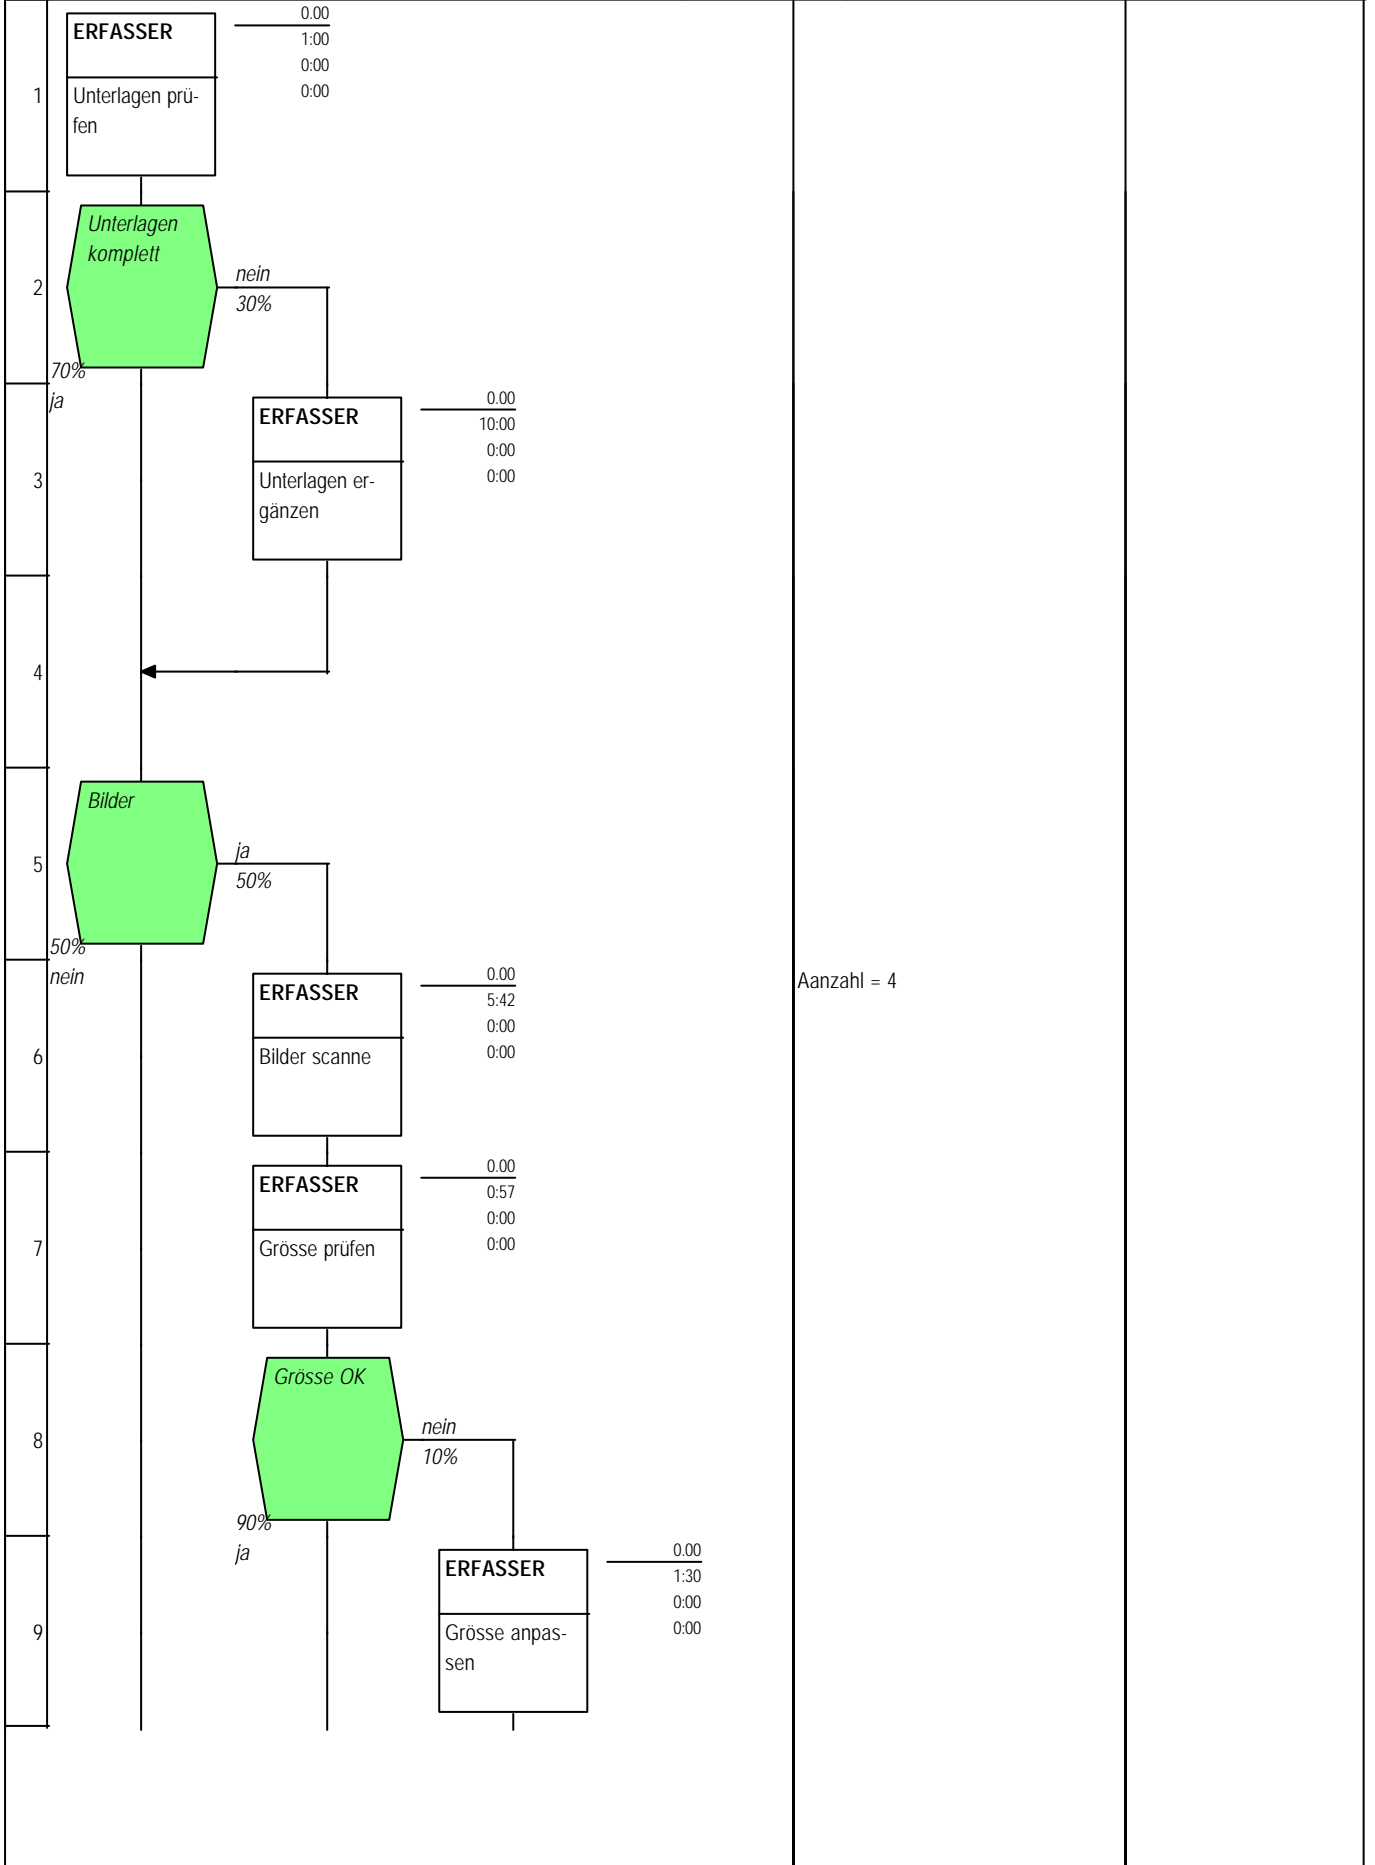 0.00
ERFASSER
1:00
0:00
0:00
1
Unterlagen prü-
fen
Unterlagen
komplett
nein
2
30%
70%
ja
0.00
ERFASSER
10:00
0:00
0:00
3
Unterlagen er-
gänzen
4
Bilder
ja
5
50%
50%
nein
0.00
ERFASSER
5:42
0:00
0:00
Aanzahl = 4
6
Bilder scanne
0.00
ERFASSER
0:57
0:00
0:00
7
Grösse prüfen
Grösse OK
nein
8
10%
90%
ja
0.00
ERFASSER
1:30
0:00
0:00
9
Grösse anpas-
sen